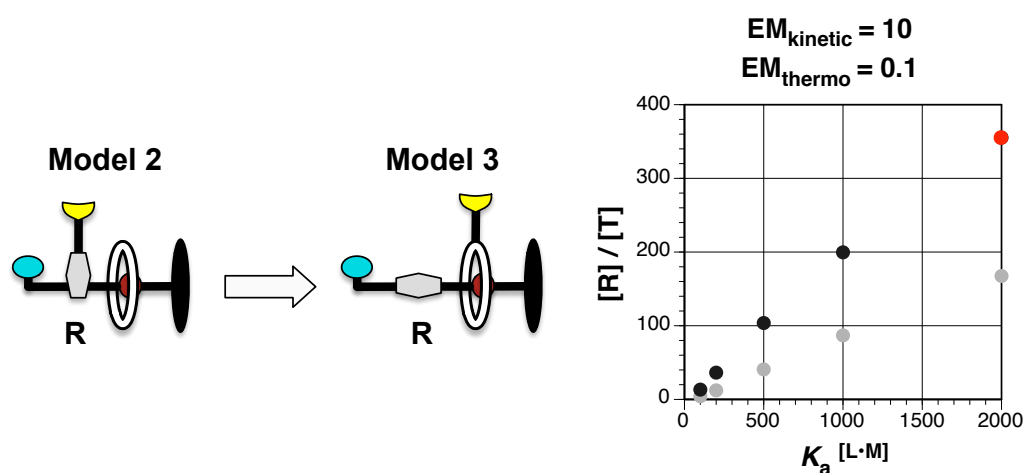 Model 2
R
Model 3
R
EMkinetic = 10
EMthermo = 0.1
[R] / [T]
400
300
200
100
0
0 500 1000 1500 2000
Ka [L•M]